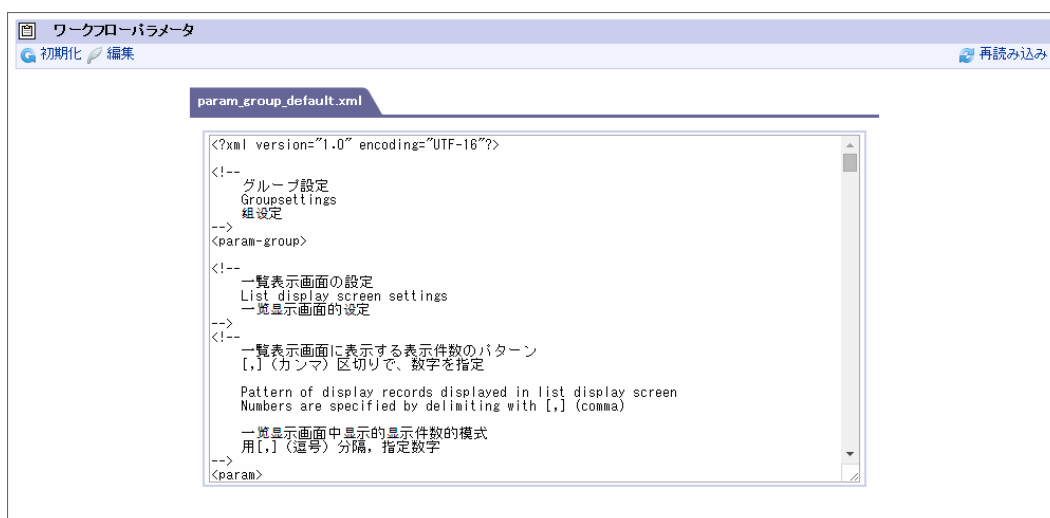 ワークフローパラメータ
初期化 編集 再読み込み
param_group_default.xml
<?xml version="1.0" encoding="UTF-16"?>
<!--
グループ設定
Groupsettings
组设定
-->
<param-group>
<!--
一覧表示画面の設定
List display screen settings
一览显示画面的设定
-->
<!--
一覧表示画面に表示する表示件数のパターン
[,](カンマ)区切りで、数字を指定
Pattern of display records displayed in list display screen
Numbers are specified by delimiting with [,] (comma)
一览显示画面中显示的显示件数的模式
用[,](逗号)分隔，指定数字
-->
<param>